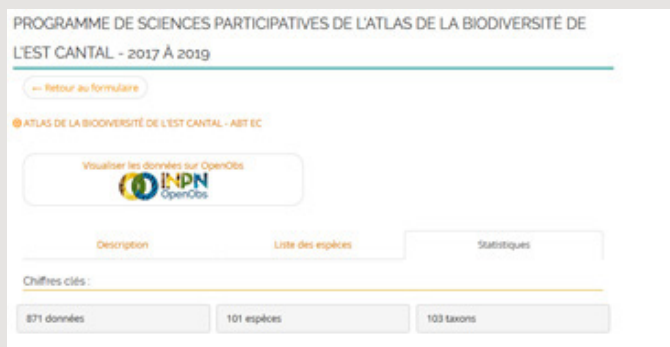 PROGRAMME DE SCIENCES PARTICIPATIVES DE L'ATLAS DE LA BIODIVERSITÉ DE
L'EST CANTAL - 2017 À 2019
← Retour au formulaire
ATLAS DE LA BIODIVERSITÉ DE L'EST CANTAL - ABT EC
Visualiser les données sur OpenObs
INPN
OpenObs
Description Liste des espèces Statistiques
Chiffres clés :
871 données 101 espèces 103 taxons